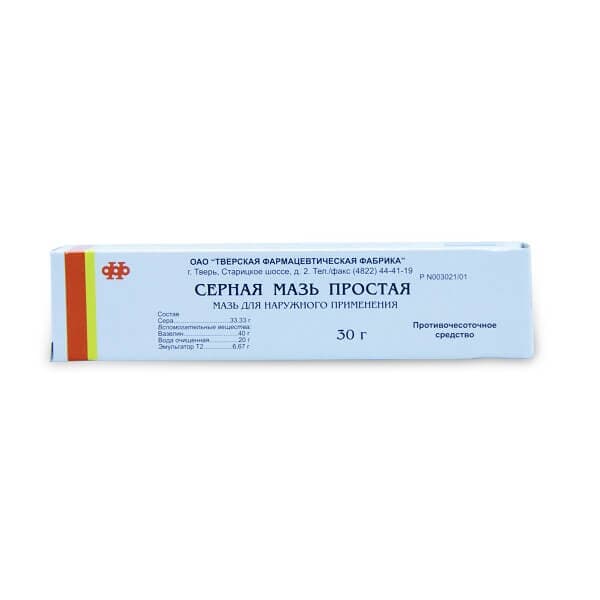 ОАО "ТВЕРСКАЯ ФАРМАЦЕВТИЧЕСКАЯ ФАБРИКА"
г. Тверь, Старицкое шоссе, д. 2. Тел./факс (4822) 44-41-19
Р N003021/01
СЕРНАЯ МАЗЬ ПРОСТАЯ
МАЗЬ ДЛЯ НАРУЖНОГО ПРИМЕНЕНИЯ
Состав
Сера................33,33 г
Вспомогательные вещества:
Вазелин................40 г
Вода очищенная........20 г
Эмульгатор Т2........6,67 г
30 г
Противочесоточное
средство